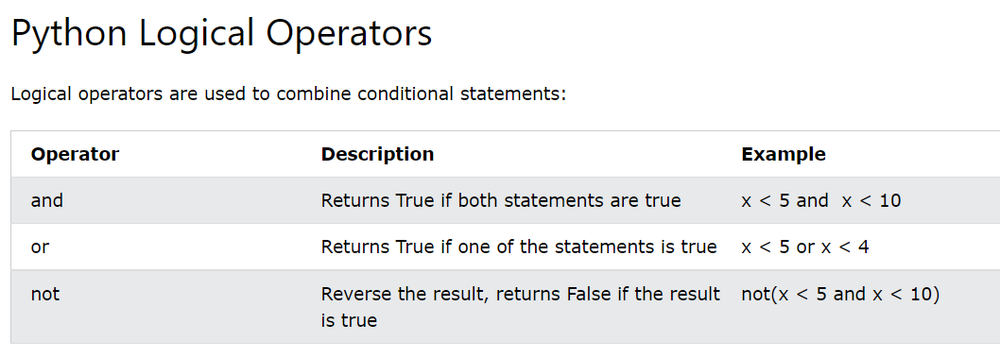 Python Logical Operators
Logical operators are used to combine conditional statements:
Operator Description Example
and Returns True if both statements are true x < 5 and  x < 10
or Returns True if one of the statements is true x < 5 or x < 4
not Reverse the result, returns False if the result not(x < 5 and x < 10)
is true